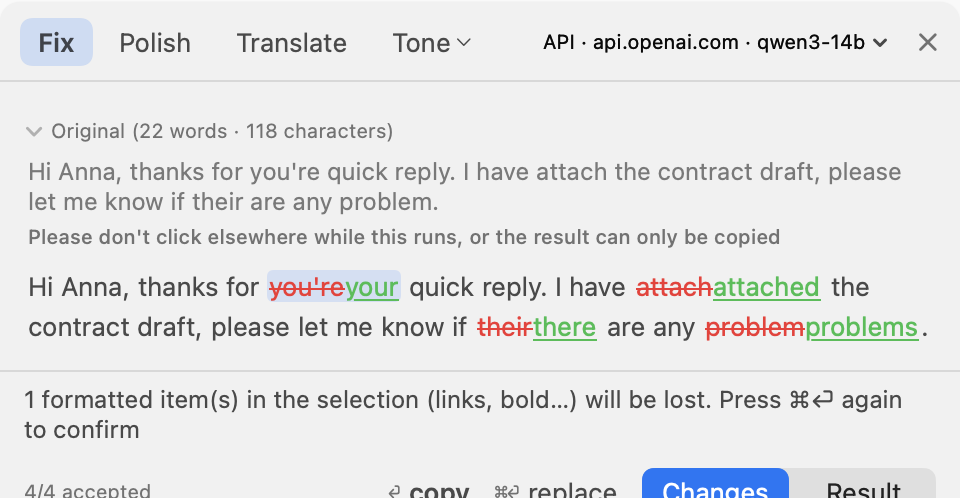 Fix Polish Translate Tone API · api.openai.com · qwen3-14b
Original (22 words · 118 characters)
Hi Anna, thanks for you're quick reply. I have attach the contract draft, please
let me know if their are any problem.
Please don't click elsewhere while this runs, or the result can only be copied
Hi Anna, thanks for you'reyour quick reply. I have attachattached the
contract draft, please let me know if theirthere are any problemproblems.
1 formatted item(s) in the selection (links, bold...) will be lost. Press ⌘⏎ again
to confirm
4/4 accepted ⏎ copy ⌘⏎ replace Changes Result